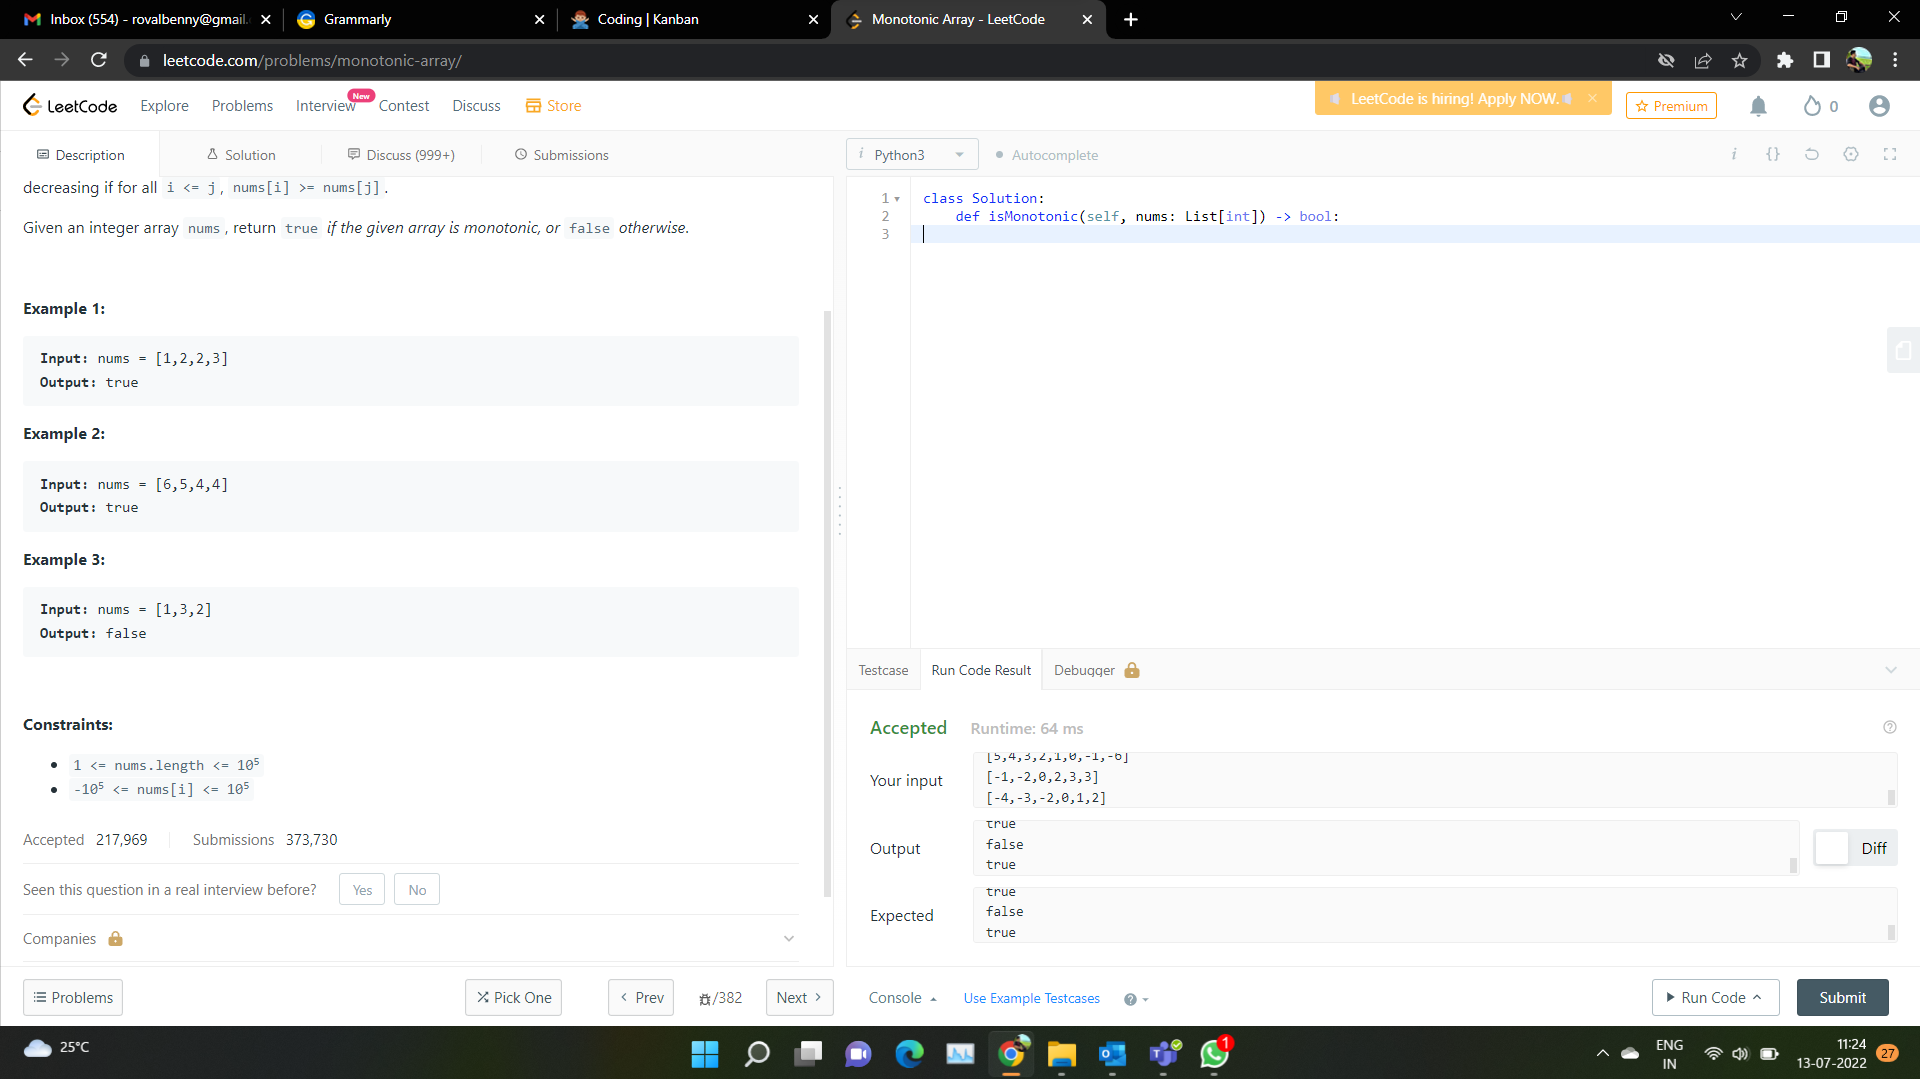 Inbox (554) - rovalbenny@gmail.
Grammarly
Coding | Kanban
Monotonic Array - LeetCode
leetcode.com/problems/monotonic-array/
LeetCode
Explore
Problems
Interview
New
Contest
Discuss
Store
LeetCode is hiring! Apply NOW.
Premium
0
Description
Solution
Discuss (999+)
Submissions
i Python3
Autocomplete
i {}
decreasing if for all i <= j, nums[i] >= nums[j].
Given an integer array nums, return true if the given array is monotonic, or false otherwise.
Example 1:
Input: nums = [1,2,2,3]
Output: true
Example 2:
Input: nums = [6,5,4,4]
Output: true
Example 3:
Input: nums = [1,3,2]
Output: false
Constraints:
1 <= nums.length <= 10⁵
-10⁵ <= nums[i] <= 10⁵
Accepted 217,969
Submissions 373,730
Seen this question in a real interview before?
Yes
No
Companies
Problems
Pick One
Prev
/382
Next
1 class Solution:
2 def isMonotonic(self, nums: List[int]) -> bool:
3
Testcase
Run Code Result
Debugger
Accepted
Runtime: 64 ms
Your input
[5,4,3,2,1,0,-1,-6]
[-1,-2,0,2,3,3]
[-4,-3,-2,0,1,2]
Output
true
false
true
Diff
Expected
true
false
true
Console
Use Example Testcases
Run Code
Submit
25°C
1
ENG
IN
11:24
13-07-2022
27